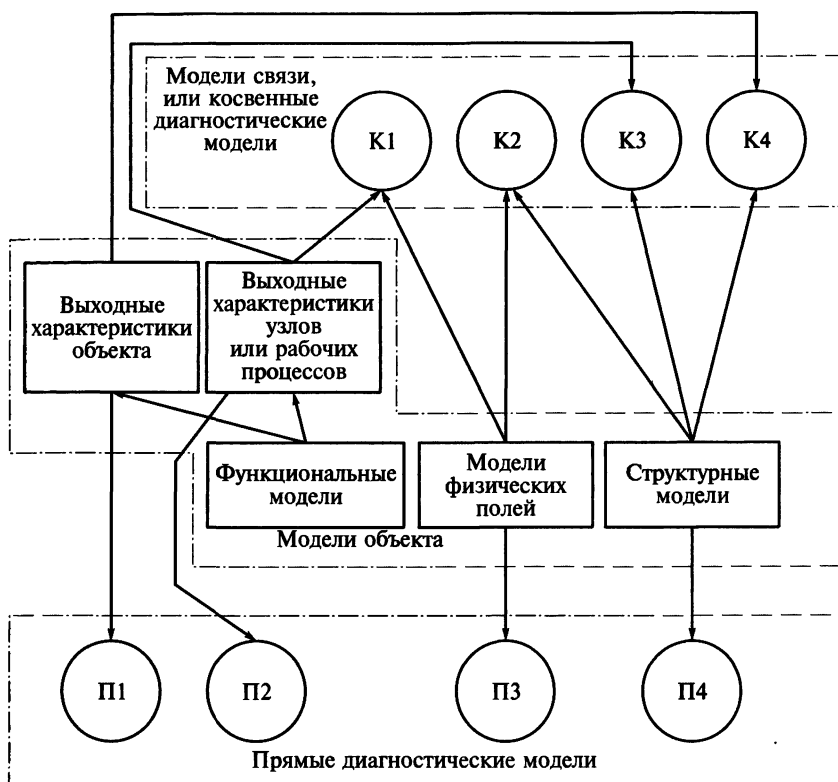 Модели связи,
или косвенные
диагностические
модели
К1
К2
К3
К4
Выходные
характеристики
объекта
Выходные
характеристики
узлов
или рабочих
процессов
Функциональные
модели
Модели
физических
полей
Структурные
модели
Модели объекта
П1
П2
П3
П4
Прямые диагностические модели